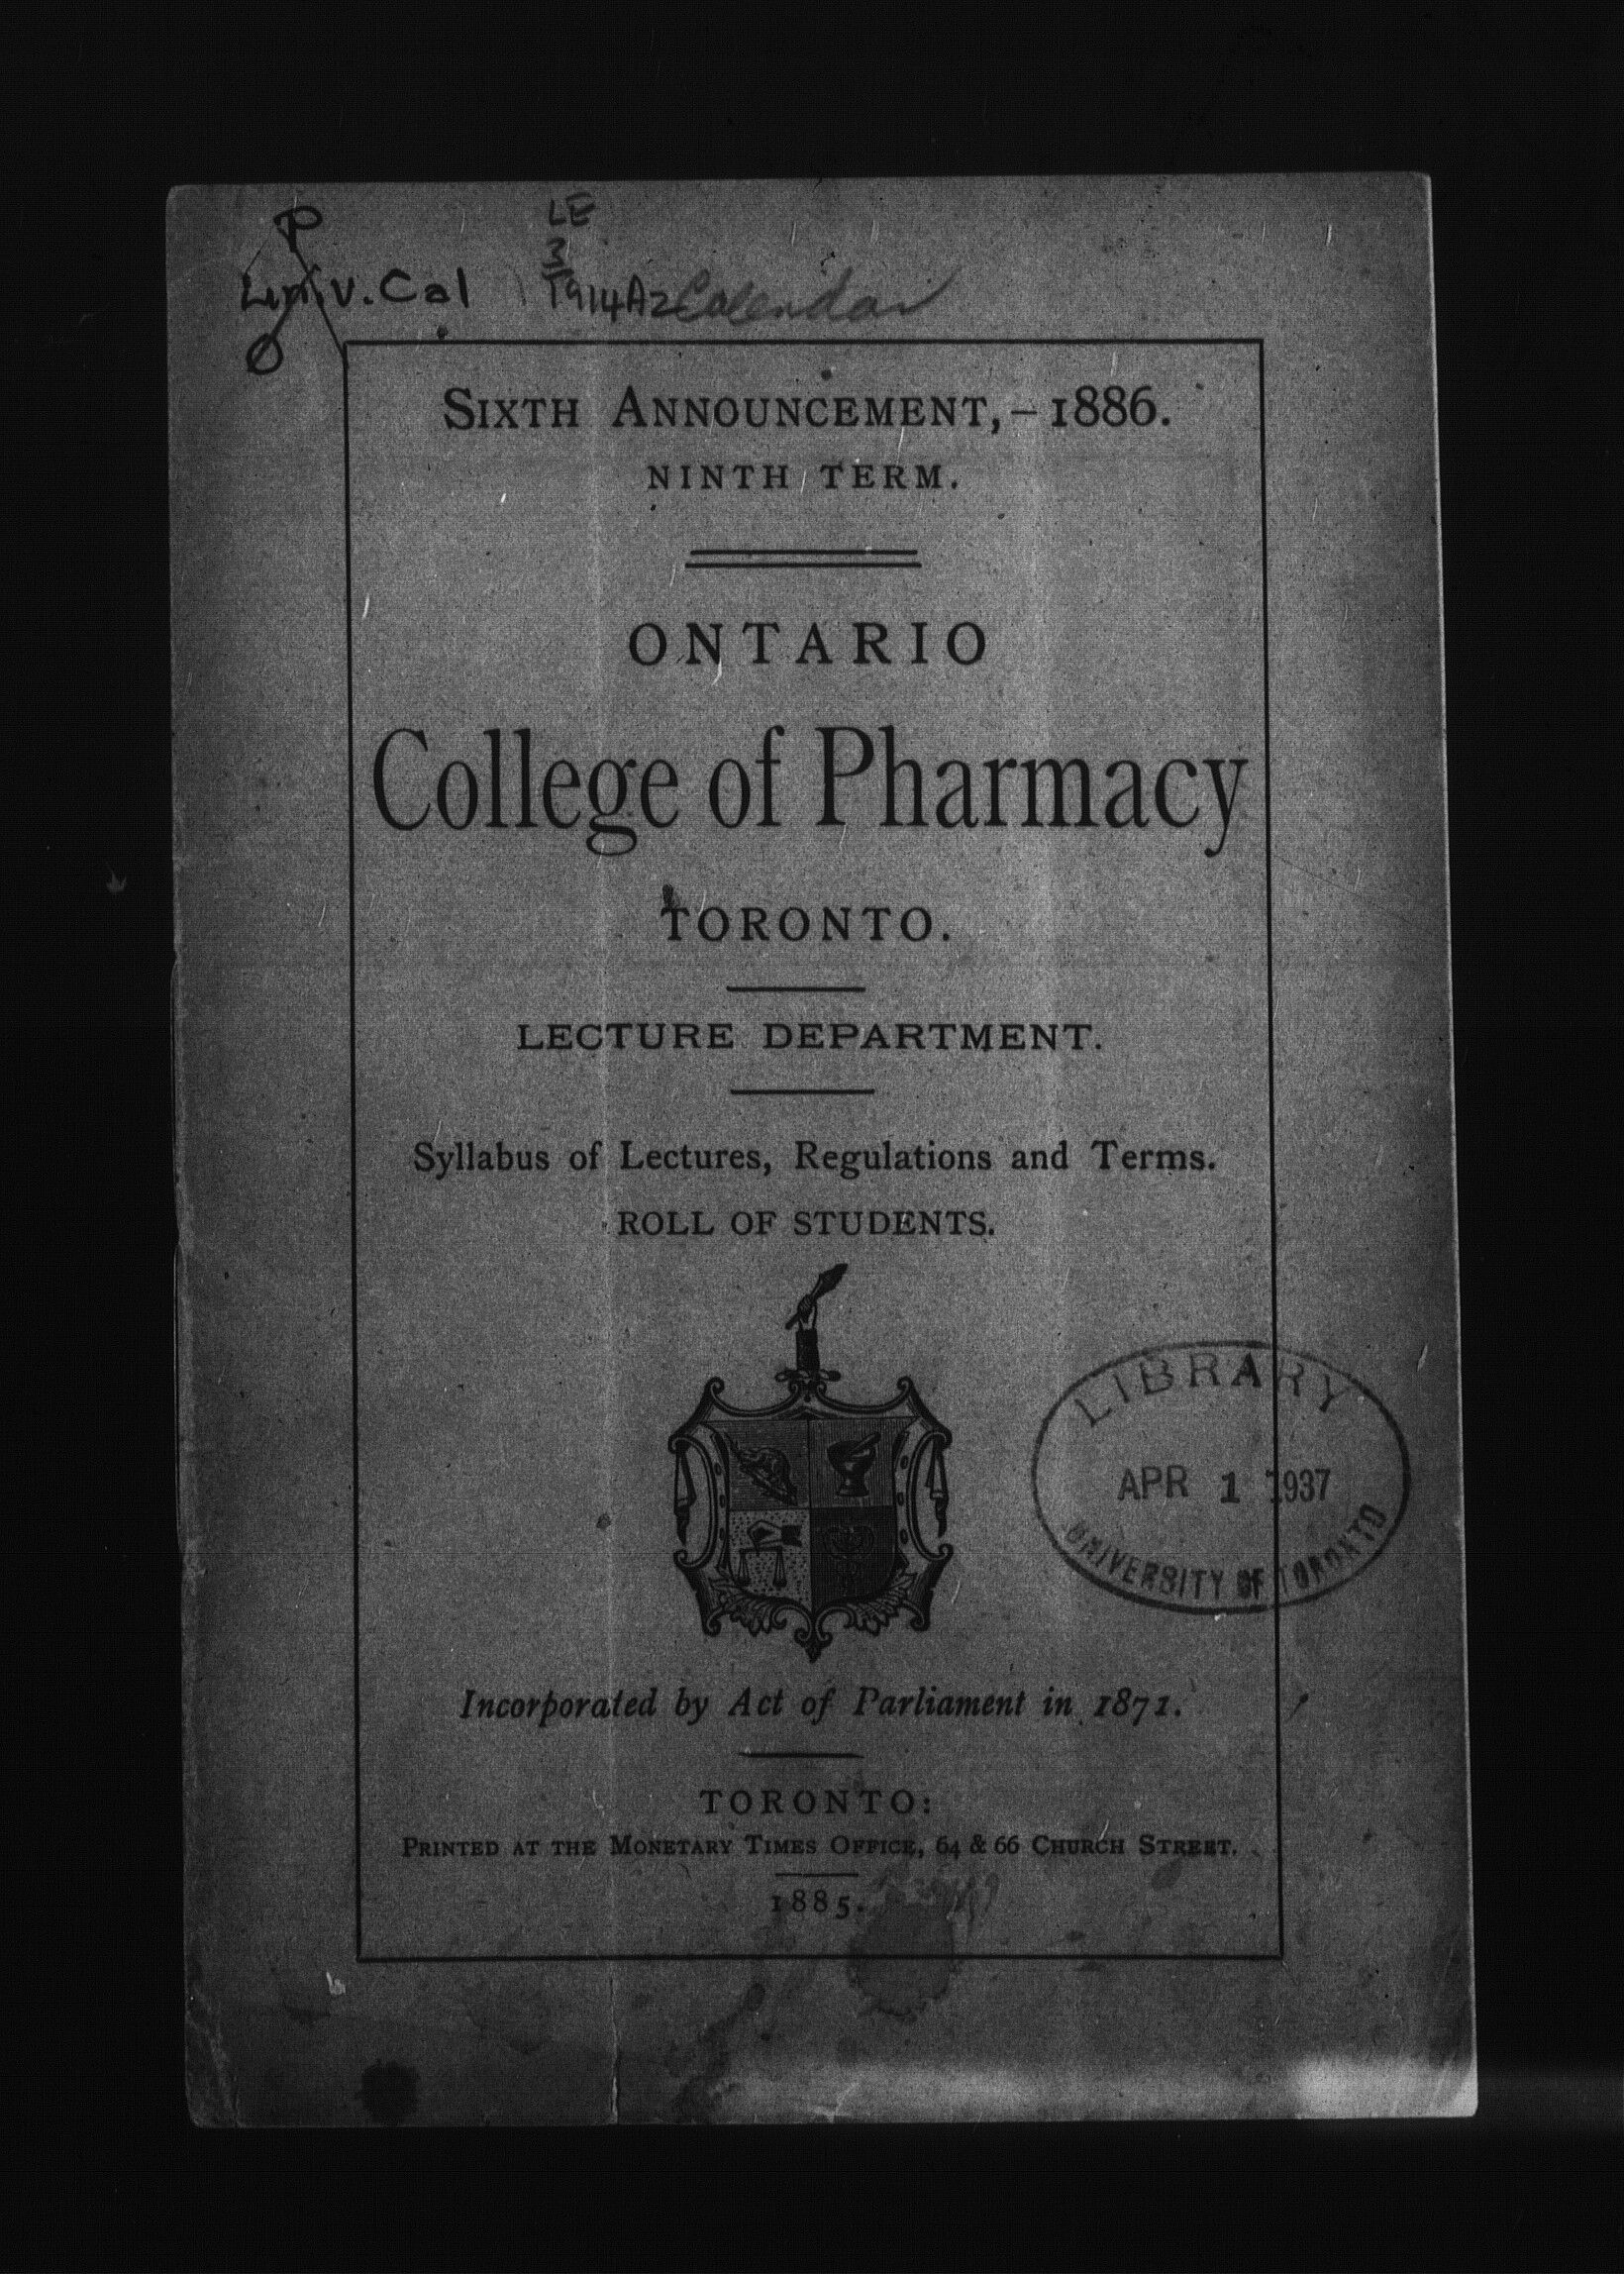 P
Univ. Cal
O
LE
3
T914A2 Calendar
SIXTH ANNOUNCEMENT,—1886.
NINTH TERM.
ONTARIO
College of Pharmacy
TORONTO.
LECTURE DEPARTMENT.
Syllabus of Lectures, Regulations and Terms.
ROLL OF STUDENTS.
LIBRARY
APR 1 1937
UNIVERSITY OF TORONTO
Incorporated by Act of Parliament in 1871.
TORONTO:
PRINTED AT THE MONETARY TIMES OFFICE, 64 & 66 CHURCH STREET.
1885.